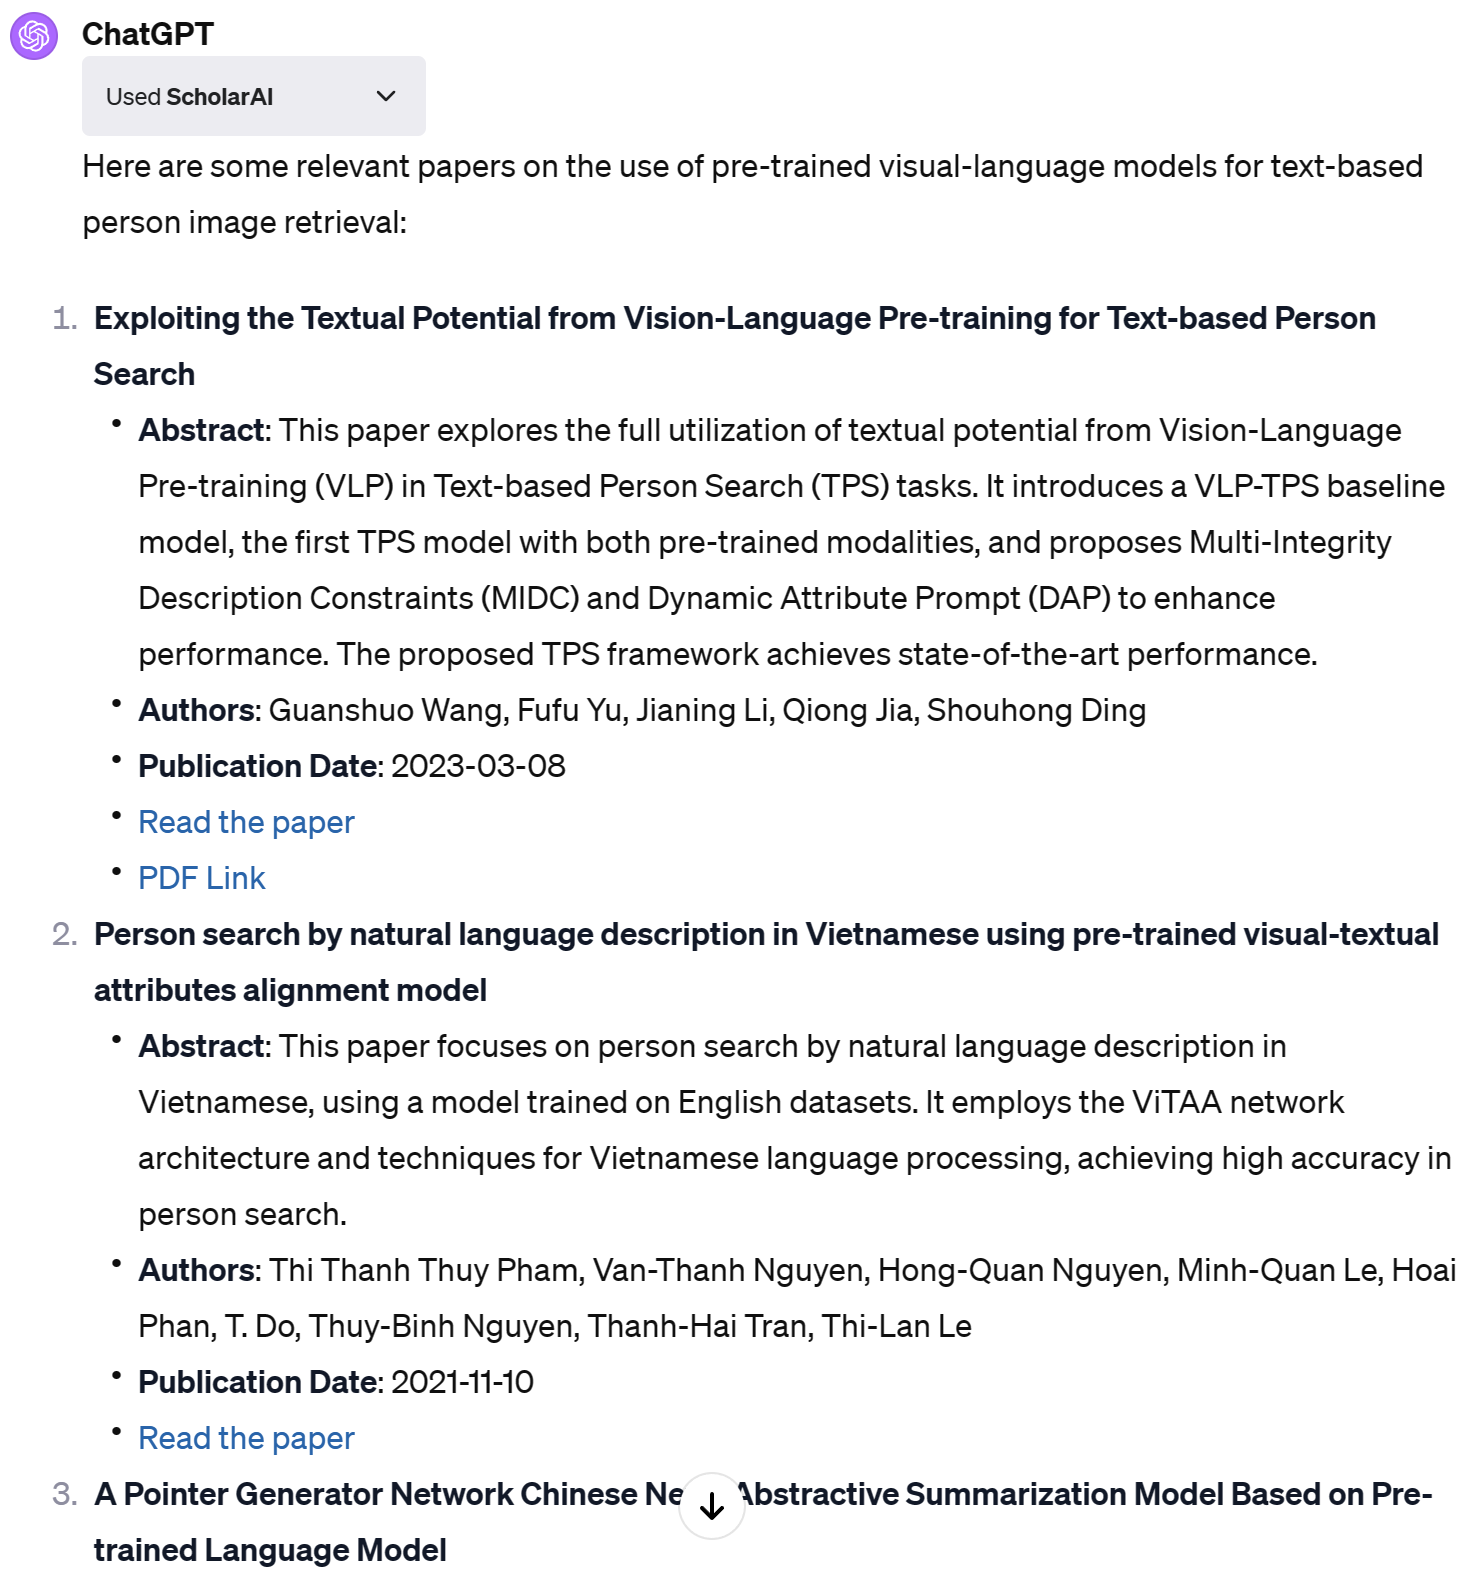 ChatGPT
Used ScholarAI
Here are some relevant papers on the use of pre-trained visual-language models for text-based
person image retrieval:
1. Exploiting the Textual Potential from Vision-Language Pre-training for Text-based Person
Search
• Abstract: This paper explores the full utilization of textual potential from Vision-Language
Pre-training (VLP) in Text-based Person Search (TPS) tasks. It introduces a VLP-TPS baseline
model, the first TPS model with both pre-trained modalities, and proposes Multi-Integrity
Description Constraints (MIDC) and Dynamic Attribute Prompt (DAP) to enhance
performance. The proposed TPS framework achieves state-of-the-art performance.
• Authors: Guanshuo Wang, Fufu Yu, Jianing Li, Qiong Jia, Shouhong Ding
• Publication Date: 2023-03-08
• Read the paper
• PDF Link
2. Person search by natural language description in Vietnamese using pre-trained visual-textual
attributes alignment model
• Abstract: This paper focuses on person search by natural language description in
Vietnamese, using a model trained on English datasets. It employs the ViTAA network
architecture and techniques for Vietnamese language processing, achieving high accuracy in
person search.
• Authors: Thi Thanh Thuy Pham, Van-Thanh Nguyen, Hong-Quan Nguyen, Minh-Quan Le, Hoai
Phan, T. Do, Thuy-Binh Nguyen, Thanh-Hai Tran, Thi-Lan Le
• Publication Date: 2021-11-10
• Read the paper
3. A Pointer Generator Network Chinese Abstractive Summarization Model Based on Pre-
trained Language Model